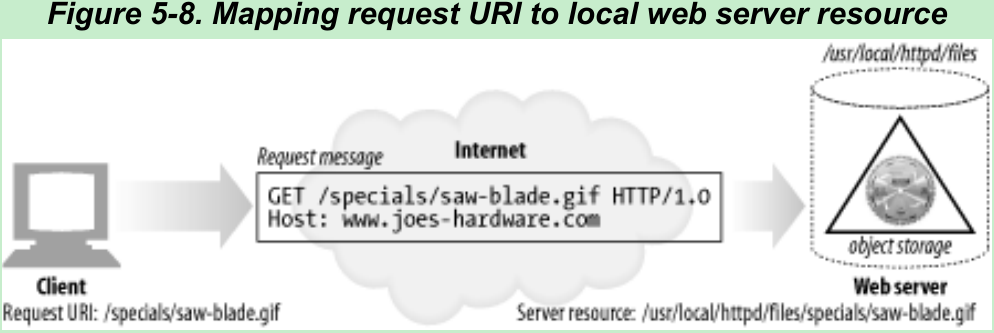 Figure 5-8. Mapping request URI to local web server resource
/usr/local/httpd/files
Internet
Request message
GET /specials/saw-blade.gif HTTP/1.0
Host: www.joes-hardware.com
object storage
Client
Web server
Request URI: /specials/saw-blade.gif
Server resource: /usr/local/httpd/files/specials/saw-blade.gif